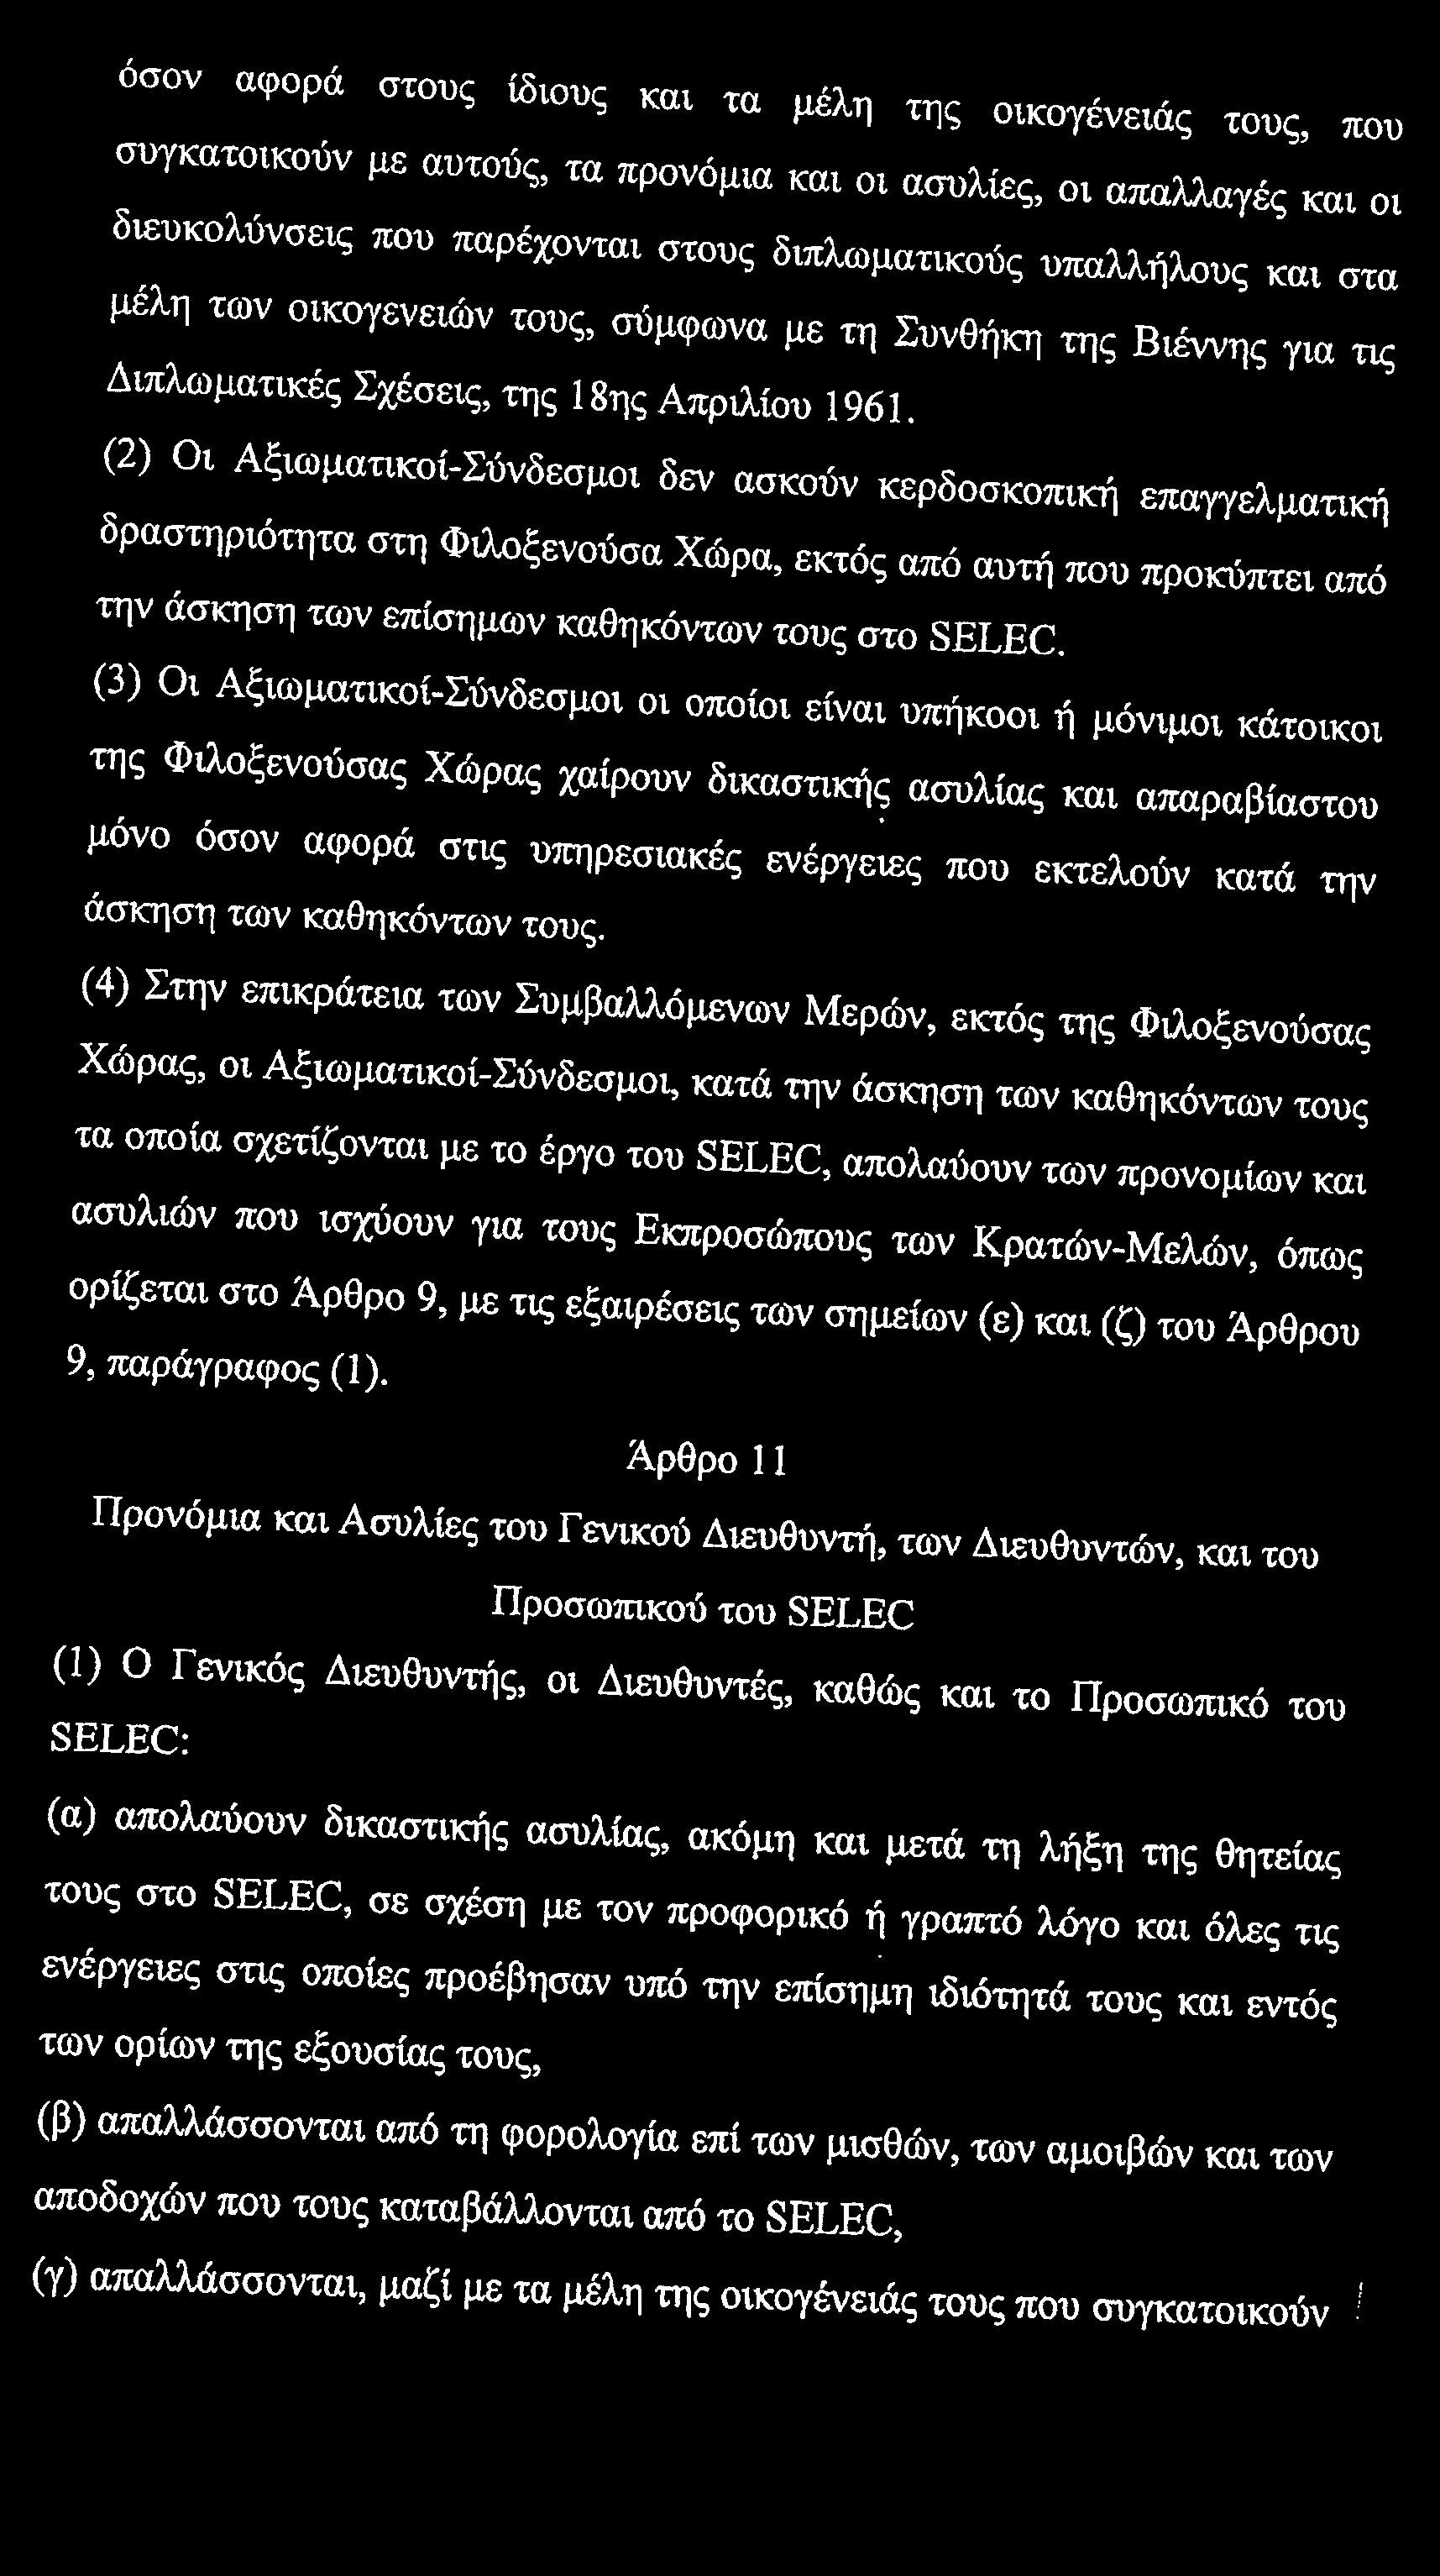 όσον αφορά στους ίδιους και τα μέλη της οικογένειάς τους, που
συγκατοικούν με αυτούς, τα προνόμια και οι ασυλίες, οι απαλλαγές και οι
διευκολύνσεις που παρέχονται στους διπλωματικούς υπαλλήλους και στα
μέλη των οικογενειών τους, σύμφωνα με τη Συνθήκη της Βιέννης για τις
Διπλωματικές Σχέσεις, της 18ης Απριλίου 1961.
(2) Οι Αξιωματικοί-Σύνδεσμοι δεν ασκούν κερδοσκοπική επαγγελματική
δραστηριότητα στη Φιλοξενούσα Χώρα, εκτός από αυτή που προκύπτει από
την άσκηση των επίσημων καθηκόντων τους στο SELEC.
(3) Οι Αξιωματικοί-Σύνδεσμοι οι οποίοι είναι υπήκοοι ή μόνιμοι κάτοικοι
της Φιλοξενούσας Χώρας χαίρουν δικαστικής ασυλίας και απαραβίαστου
μόνο όσον αφορά στις υπηρεσιακές ενέργειες που εκτελούν κατά την
άσκηση των καθηκόντων τους.
(4) Στην επικράτεια των Συμβαλλόμενων Μερών, εκτός της Φιλοξενούσας
Χώρας, οι Αξιωματικοί-Σύνδεσμοι, κατά την άσκηση των καθηκόντων τους
τα οποία σχετίζονται με το έργο του SELEC, απολαύουν των προνομίων και
ασυλιών που ισχύουν για τους Εκπροσώπους των Κρατών-Μελών, όπως
ορίζεται στο Άρθρο 9, με τις εξαιρέσεις των σημείων (ε) και (ζ) του Άρθρου
9, παράγραφος (1).
Άρθρο 11
Προνόμια και Ασυλίες του Γενικού Διευθυντή, των Διευθυντών, και του
Προσωπικού του SELEC
(1) Ο Γενικός Διευθυντής, οι Διευθυντές, καθώς και το Προσωπικό του
SELEC:
(α) απολαύουν δικαστικής ασυλίας, ακόμη και μετά τη λήξη της θητείας
τους στο SELEC, σε σχέση με τον προφορικό ή γραπτό λόγο και όλες τις
ενέργειες στις οποίες προέβησαν υπό την επίσημη ιδιότητά τους και εντός
των ορίων της εξουσίας τους,
(β) απαλλάσσονται από τη φορολογία επί των μισθών, των αμοιβών και των
αποδοχών που τους καταβάλλονται από το SELEC,
(γ) απαλλάσσονται, μαζί με τα μέλη της οικογένειάς τους που συγκατοικούν